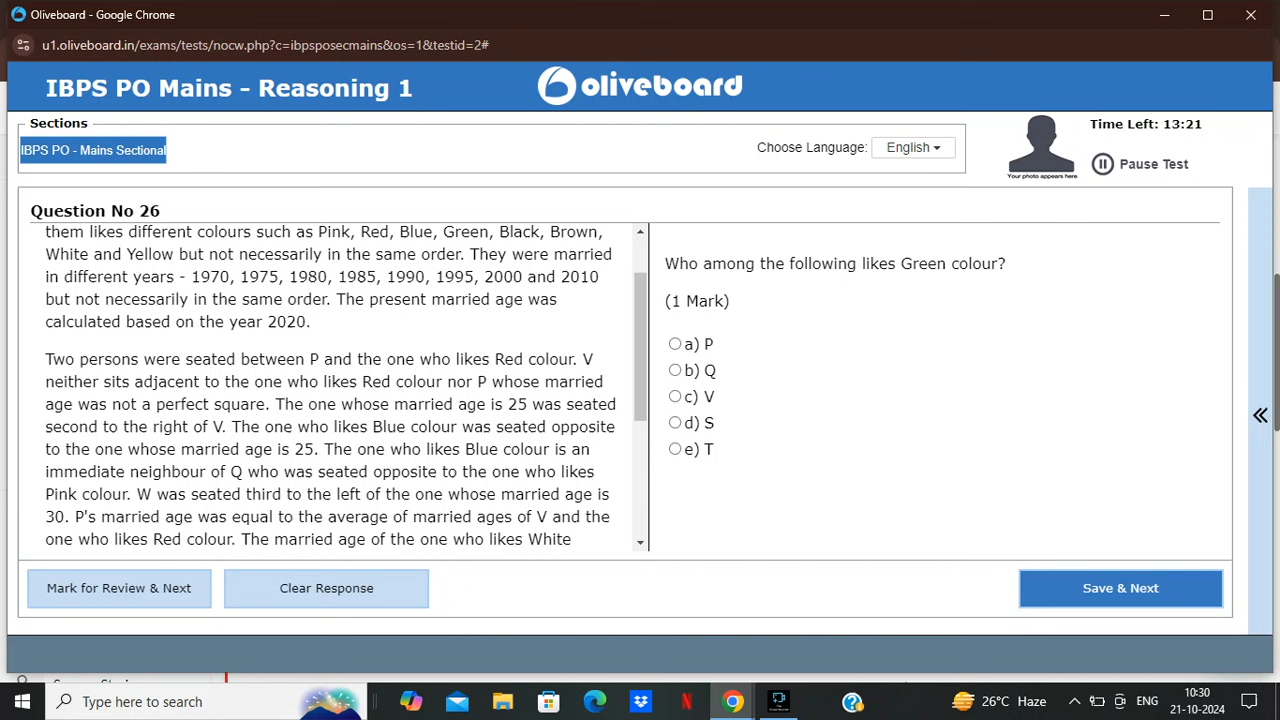 Oliveboard - Google Chrome
u1.oliveboard.in/exams/tests/nocw.php?c=ibpsposecmains&os=1&testid=2#
IBPS PO Mains - Reasoning 1
oliveboard
Sections
IBPS PO - Mains Sectional
Choose Language:
English
Your photo appears here
Time Left: 13:21
Pause Test
Question No 26
them likes different colours such as Pink, Red, Blue, Green, Black, Brown,
White and Yellow but not necessarily in the same order. They were married
in different years - 1970, 1975, 1980, 1985, 1990, 1995, 2000 and 2010
but not necessarily in the same order. The present married age was
calculated based on the year 2020.
Two persons were seated between P and the one who likes Red colour. V
neither sits adjacent to the one who likes Red colour nor P whose married
age was not a perfect square. The one whose married age is 25 was seated
second to the right of V. The one who likes Blue colour was seated opposite
to the one whose married age is 25. The one who likes Blue colour is an
immediate neighbour of Q who was seated opposite to the one who likes
Pink colour. W was seated third to the left of the one whose married age is
30. P's married age was equal to the average of married ages of V and the
one who likes Red colour. The married age of the one who likes White
Who among the following likes Green colour?
(1 Mark)
a) P
b) Q
c) V
d) S
e) T
Mark for Review & Next
Clear Response
Save & Next
Type here to search
26°C Haze
ENG
10:30
21-10-2024